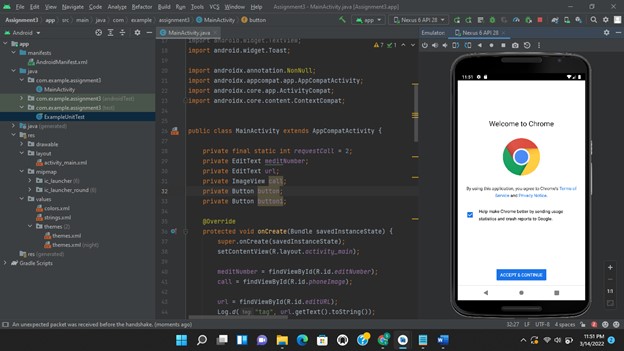 File Edit View Navigate Code Analyze Refactor Build Run Tools VCS Window Help Assignment3 - MainActivity.java [Assignment3.app]
Assignment3 app src main java com example assignment3 MainActivity button
app
Nexus 6 API 28
Android
MainActivity.java
Emulator:
Nexus 6 API 28
app
manifests
AndroidManifest.xml
java
com.example.assignment3
MainActivity
com.example.assignment3 (androidTest)
com.example.assignment3 (test)
ExampleUnitTest
java (generated)
res
drawable
layout
activity_main.xml
mipmap
ic_launcher (6)
ic_launcher_round (6)
values
colors.xml
strings.xml
themes (2)
themes.xml
themes.xml (night)
res (generated)
Gradle Scripts
import android.widget.TextView;
import android.widget.Toast;
import androidx.annotation.NonNull;
import androidx.appcompat.app.AppCompatActivity;
import androidx.core.app.ActivityCompat;
import androidx.core.content.ContextCompat;
public class MainActivity extends AppCompatActivity {
private final static int requestCall = 2;
private EditText meditNumber;
private EditText url;
private ImageView call;
private Button button;
private Button button1;
@Override
protected void onCreate(Bundle savedInstanceState) {
super.onCreate(savedInstanceState);
setContentView(R.layout.activity_main);
meditNumber = findViewById(R.id.editNumber);
call = findViewById(R.id.phoneImage);
url = findViewById(R.id.editURL);
Log.d( tag: "tag", url.getText().toString());
11:51
Welcome to Chrome
By using this application, you agree to Chrome's Terms of
Service and Privacy Notice.
Help make Chrome better by sending usage
statistics and crash reports to Google.
ACCEPT & CONTINUE
1:1
An unexpected packet was received before the handshake. (moments ago)
32:27 LF UTF-8 4 spaces
11:51 PM
3/14/2022